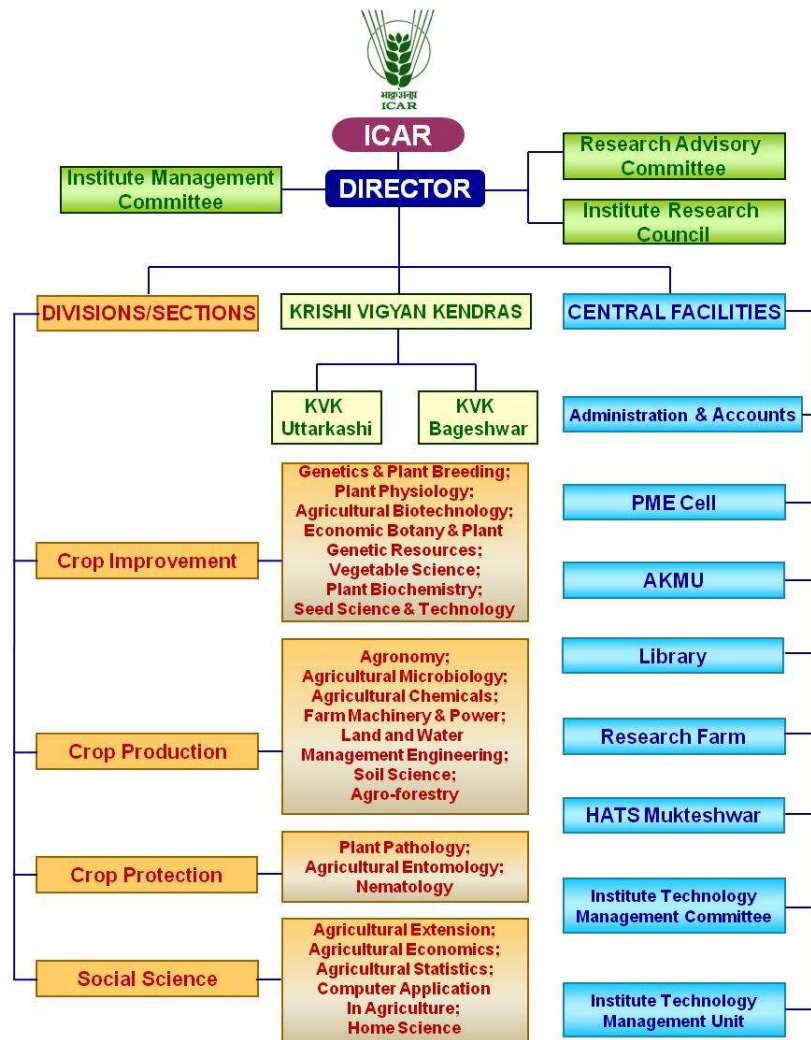 भाकृअनुप
ICAR
ICAR
Institute Management
Committee
DIRECTOR
Research Advisory
Committee
Institute Research
Council
DIVISIONS/SECTIONS
KRISHI VIGYAN KENDRAS
CENTRAL FACILITIES
KVK
Uttarkashi
KVK
Bageshwar
Administration & Accounts
PME Cell
AKMU
Library
Research Farm
HATS Mukteshwar
Institute Technology
Management Committee
Institute Technology
Management Unit
Crop Improvement
Genetics & Plant Breeding;
Plant Physiology;
Agricultural Biotechnology;
Economic Botany & Plant
Genetic Resources;
Vegetable Science;
Plant Biochemistry;
Seed Science & Technology
Crop Production
Agronomy;
Agricultural Microbiology;
Agricultural Chemicals;
Farm Machinery & Power;
Land and Water
Management Engineering;
Soil Science;
Agro-forestry
Crop Protection
Plant Pathology;
Agricultural Entomology;
Nematology
Social Science
Agricultural Extension;
Agricultural Economics;
Agricultural Statistics;
Computer Application
In Agriculture;
Home Science